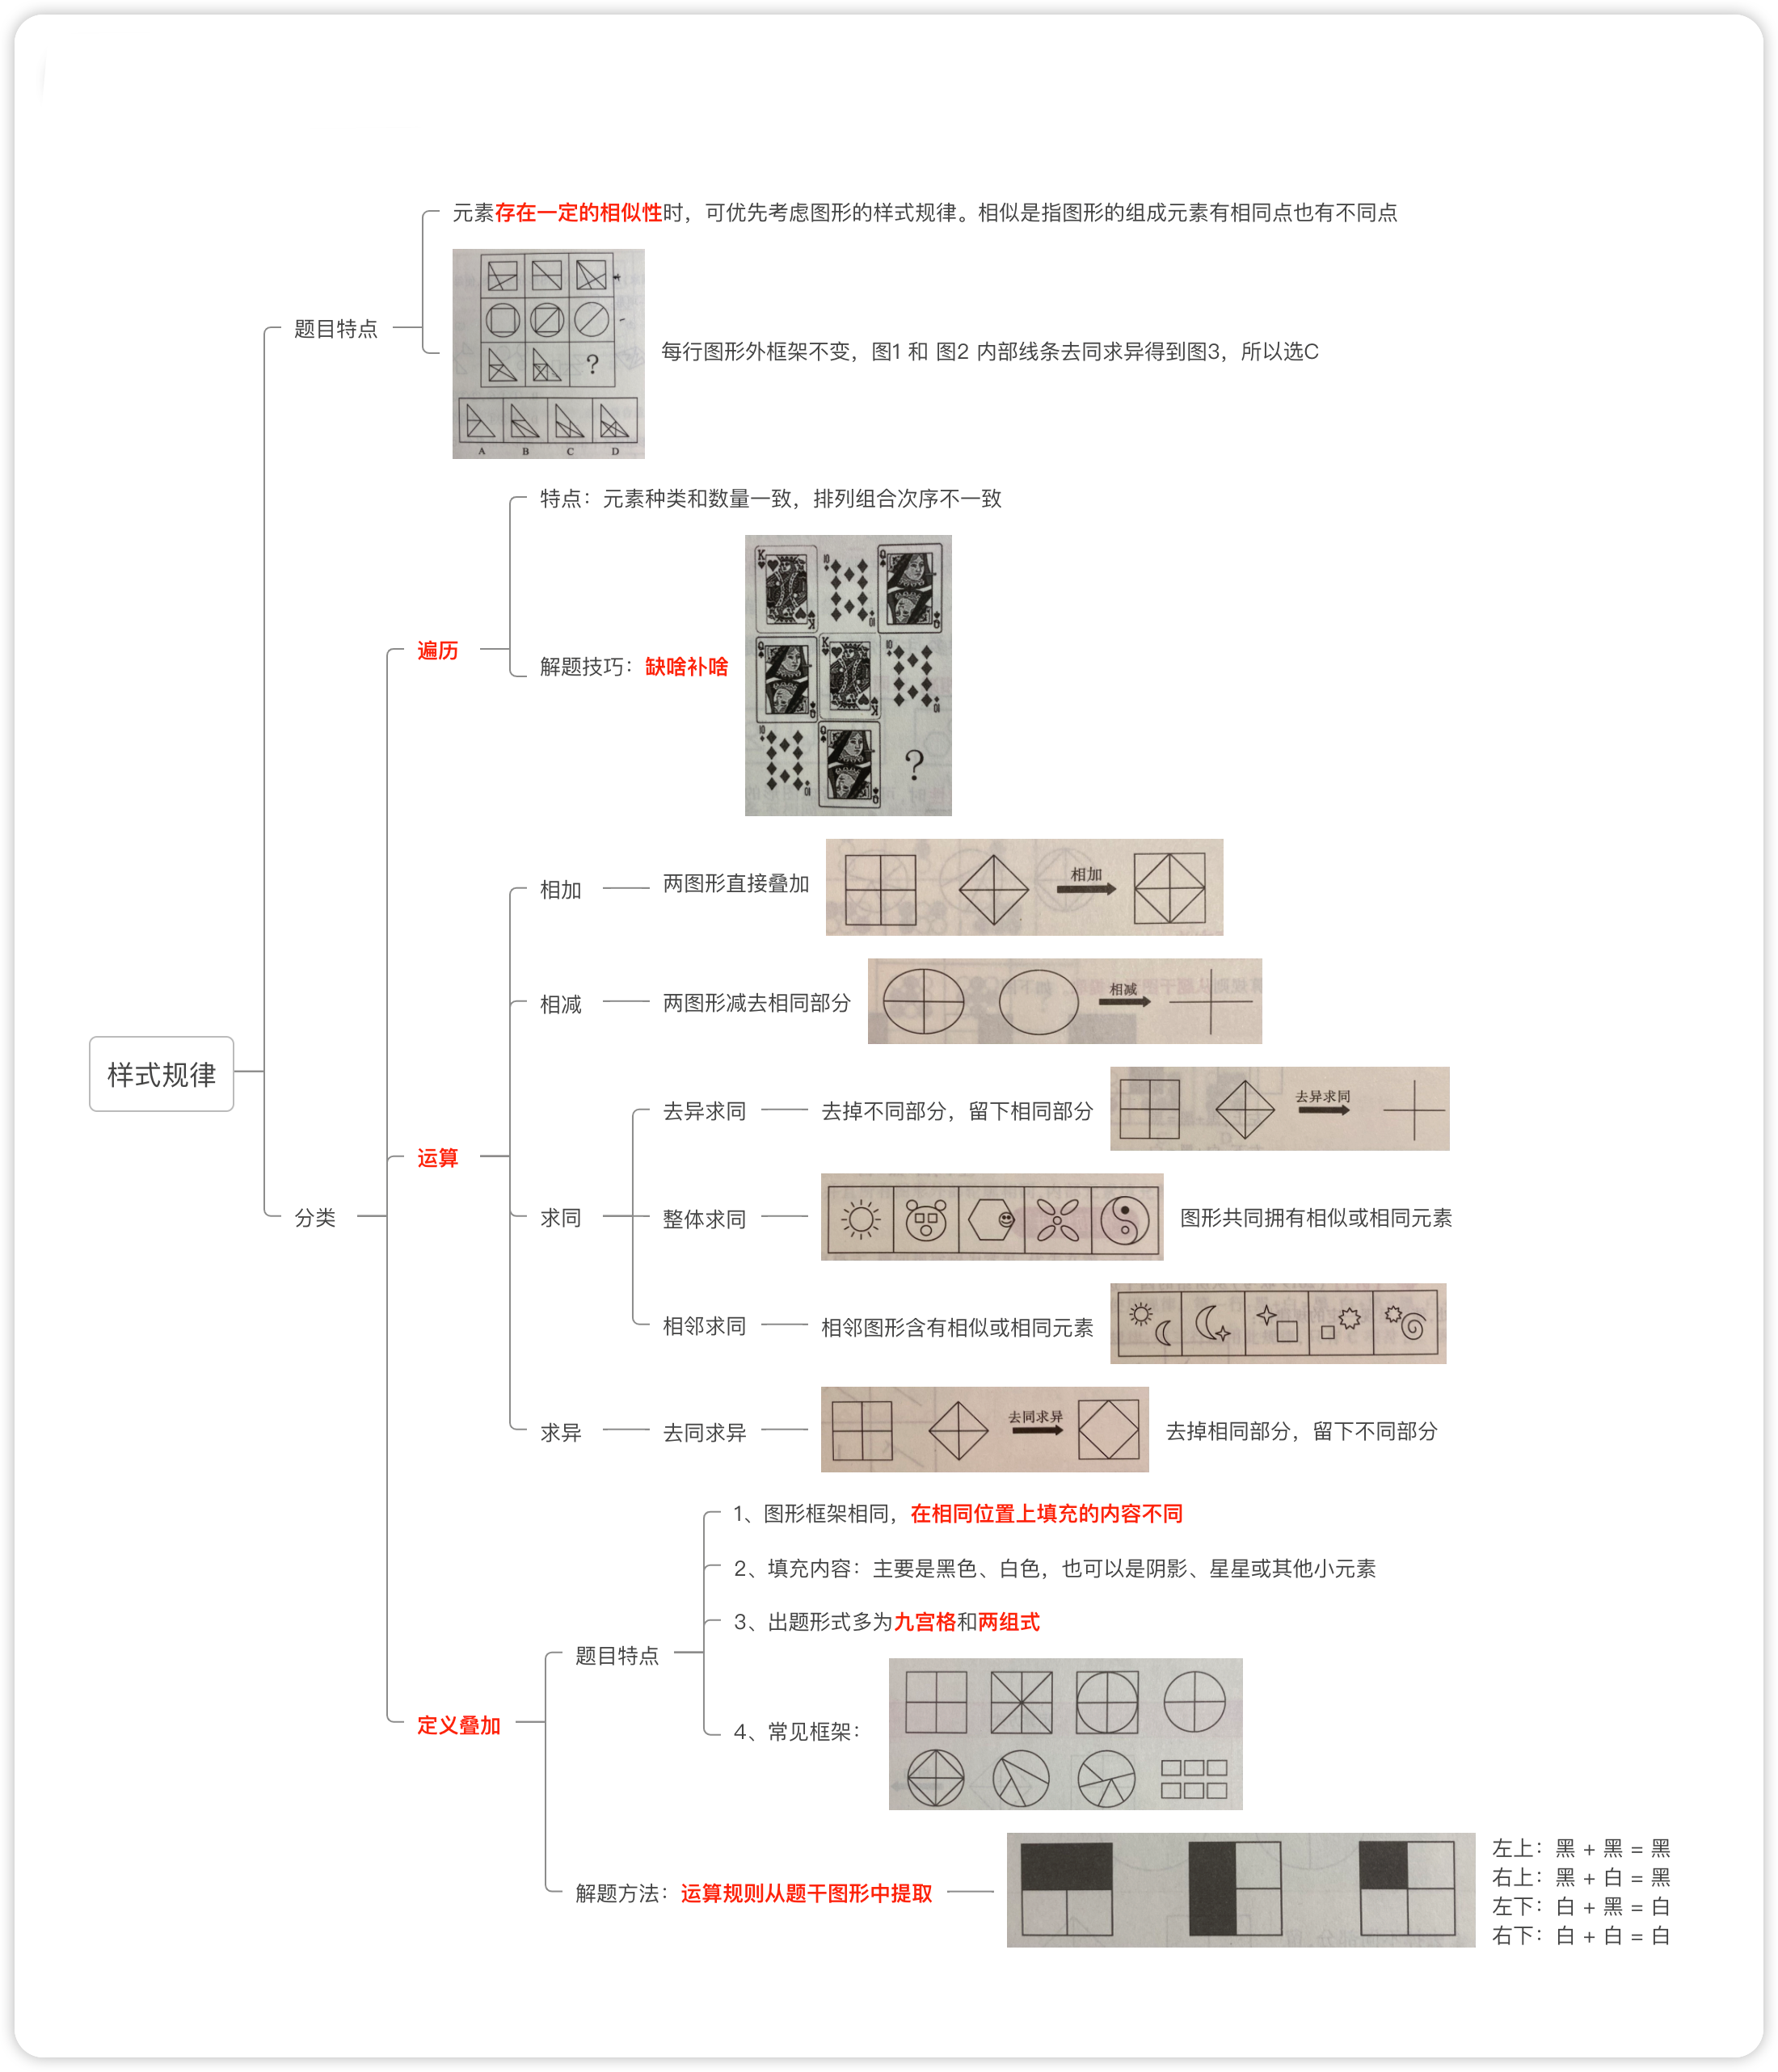 元素存在一定的相似性时，可优先考虑图形的样式规律。相似是指图形的组成元素有相同点也有不同点
题目特点
?
A B C D
每行图形外框架不变，图1 和 图2 内部线条去同求异得到图3，所以选C
特点：元素种类和数量一致，排列组合次序不一致
遍历
解题技巧：缺啥补啥
K 10 Q
K 10 Q
Q K 10
Q K 10
10 Q ?
10 Q
相加
两图形直接叠加
相加
相减
两图形减去相同部分
相减
样式规律
去异求同
去掉不同部分，留下相同部分
去异求同
运算
分类
求同
整体求同
图形共同拥有相似或相同元素
相邻求同
相邻图形含有相似或相同元素
求异
去同求异
去同求异
去掉相同部分，留下不同部分
1、图形框架相同，在相同位置上填充的内容不同
2、填充内容：主要是黑色、白色，也可以是阴影、星星或其他小元素
3、出题形式多为九宫格和两组式
题目特点
定义叠加
4、常见框架：
解题方法：运算规则从题干图形中提取
左上：黑 + 黑 = 黑
右上：黑 + 白 = 黑
左下：白 + 黑 = 白
右下：白 + 白 = 白